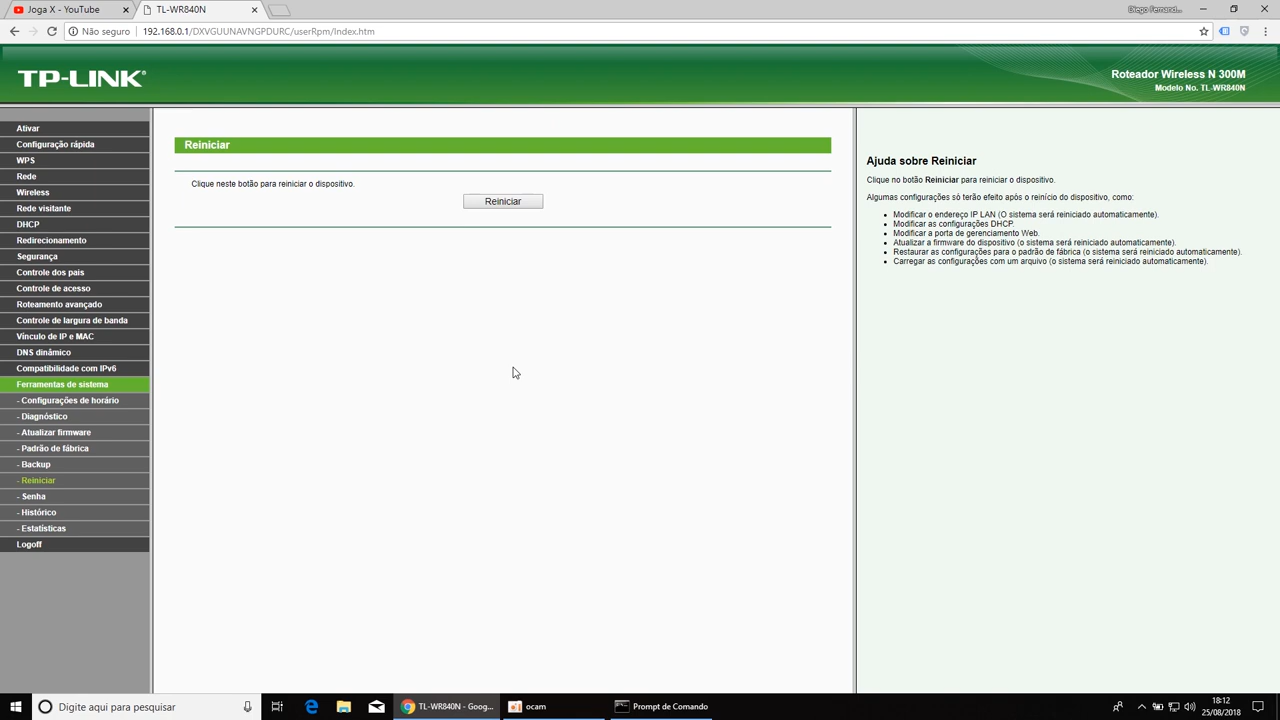 Joga X - YouTube
TL-WR840N
Diego Fernand...
Não seguro
192.168.0.1/DXVGUUNAVNGPDURC/userRpm/Index.htm
TP-LINK®
Roteador Wireless N 300M
Modelo No. TL-WR840N
Ativar
Configuração rápida
WPS
Rede
Wireless
Rede visitante
DHCP
Redirecionamento
Segurança
Controle dos pais
Controle de acesso
Roteamento avançado
Controle de largura de banda
Vínculo de IP e MAC
DNS dinâmico
Compatibilidade com IPv6
Ferramentas de sistema
- Configurações de horário
- Diagnóstico
- Atualizar firmware
- Padrão de fábrica
- Backup
- Reiniciar
- Senha
- Histórico
- Estatísticas
Logoff
Reiniciar
Clique neste botão para reiniciar o dispositivo.
Reiniciar
Ajuda sobre Reiniciar
Clique no botão Reiniciar para reiniciar o dispositivo.
Algumas configurações só terão efeito após o reinício do dispositivo, como:
• Modificar o endereço IP LAN (O sistema será reiniciado automaticamente).
• Modificar as configurações DHCP.
• Modificar a porta de gerenciamento Web.
• Atualizar a firmware do dispositivo (o sistema será reiniciado automaticamente).
• Restaurar as configurações para o padrão de fábrica (o sistema será reiniciado automaticamente).
• Carregar as configurações com um arquivo (o sistema será reiniciado automaticamente).
Digite aqui para pesquisar
TL-WR840N - Goog...
ocam
Prompt de Comando
18:12
25/08/2018